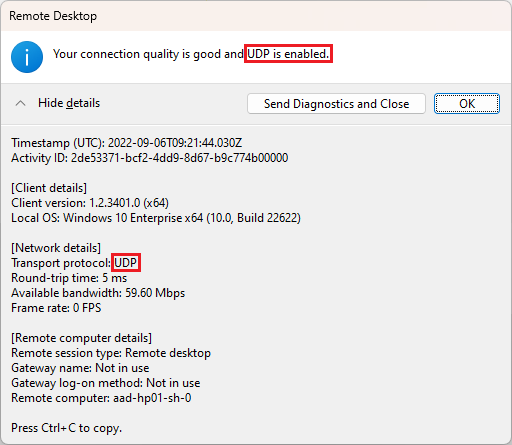 Remote Desktop
Your connection quality is good and UDP is enabled.
Hide details
Send Diagnostics and Close
OK
Timestamp (UTC): 2022-09-06T09:21:44.030Z
Activity ID: 2de53371-bcf2-4dd9-8d67-b9c774b00000
[Client details]
Client version: 1.2.3401.0 (x64)
Local OS: Windows 10 Enterprise x64 (10.0, Build 22622)
[Network details]
Transport protocol: UDP
Round-trip time: 5 ms
Available bandwidth: 59.60 Mbps
Frame rate: 0 FPS
[Remote computer details]
Remote session type: Remote desktop
Gateway name: Not in use
Gateway log-on method: Not in use
Remote computer: aad-hp01-sh-0
Press Ctrl+C to copy.